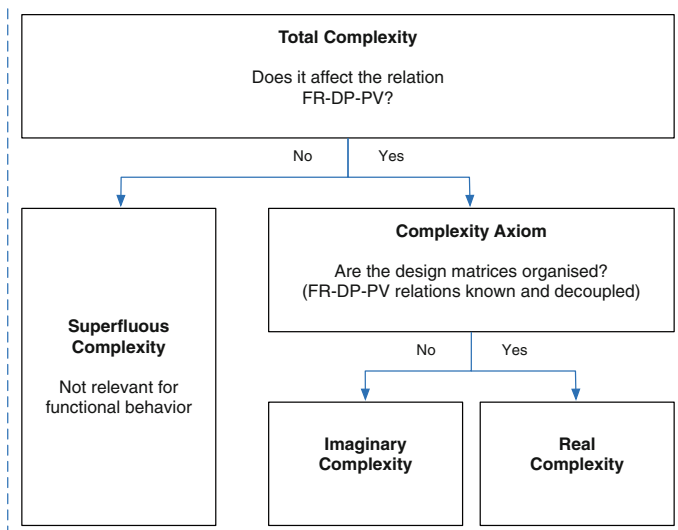 Total Complexity
Does it affect the relation
FR-DP-PV?
No
Yes
Superfluous
Complexity
Not relevant for
functional behavior
Complexity Axiom
Are the design matrices organised?
(FR-DP-PV relations known and decoupled)
No
Yes
Imaginary
Complexity
Real
Complexity